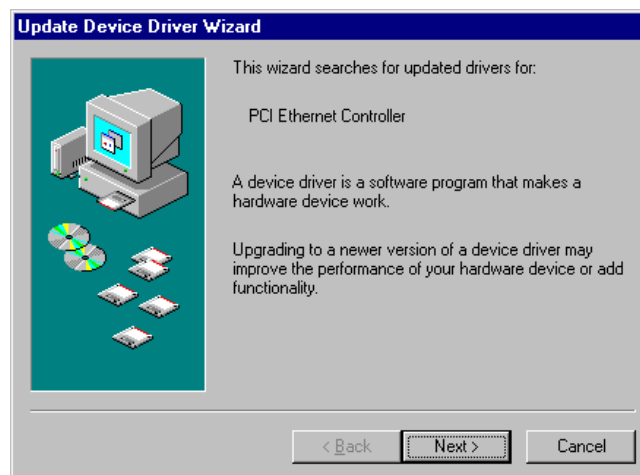 Update Device Driver Wizard
This wizard searches for updated drivers for:
PCI Ethernet Controller
A device driver is a software program that makes a
hardware device work.
Upgrading to a newer version of a device driver may
improve the performance of your hardware device or add
functionality.
< Back
Next >
Cancel